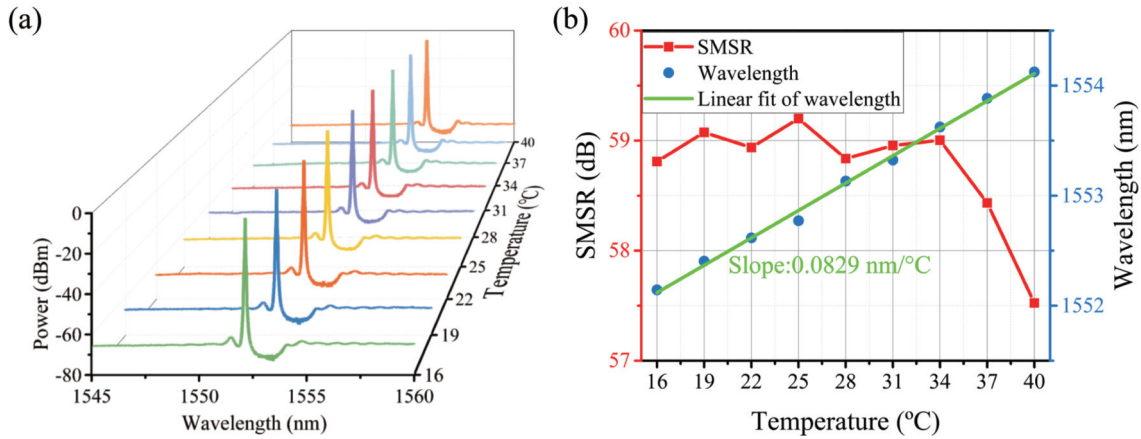 (a)
0
-20
-40
-60
-80
Power (dBm)
1545
1550
1555
1560
Wavelength (nm)
16
19
22
25
28
31
34
37
40
Temperature (°C)
(b)
SMSR
Wavelength
Linear fit of wavelength
Slope:0.0829 nm/°C
60
59
58
57
SMSR (dB)
1554
1553
1552
Wavelength (nm)
16 19 22 25 28 31 34 37 40
Temperature (ºC)